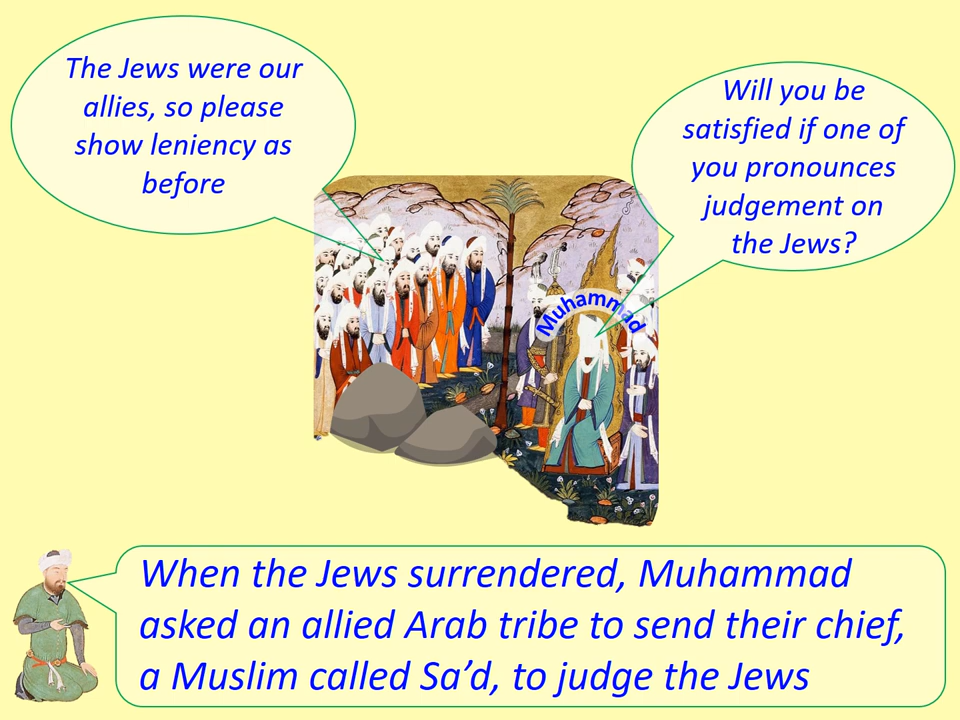 The Jews were our
allies, so please
show leniency as
before
Will you be
satisfied if one of
you pronounces
judgement on
the Jews?
Muhammad
When the Jews surrendered, Muhammad
asked an allied Arab tribe to send their chief,
a Muslim called Sa’d, to judge the Jews